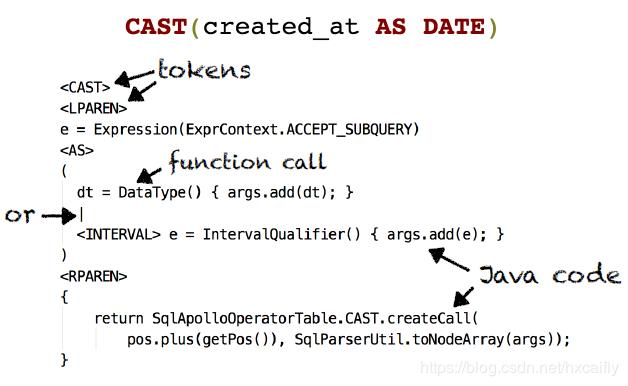 CAST(created_at AS DATE)
tokens
<CAST>
<LPAREN>
e = Expression(ExprContext.ACCEPT_SUBQUERY)
<AS>
function call
(
dt = DataType() { args.add(dt); }
or
|
<INTERVAL> e = IntervalQualifier() { args.add(e); }
)
Java code
<RPAREN>
{
return SqlApolloOperatorTable.CAST.createCall(
pos.plus(getPos()), SqlParserUtil.toNodeArray(args));
}
https://blog.csdn.net/hxcaifly